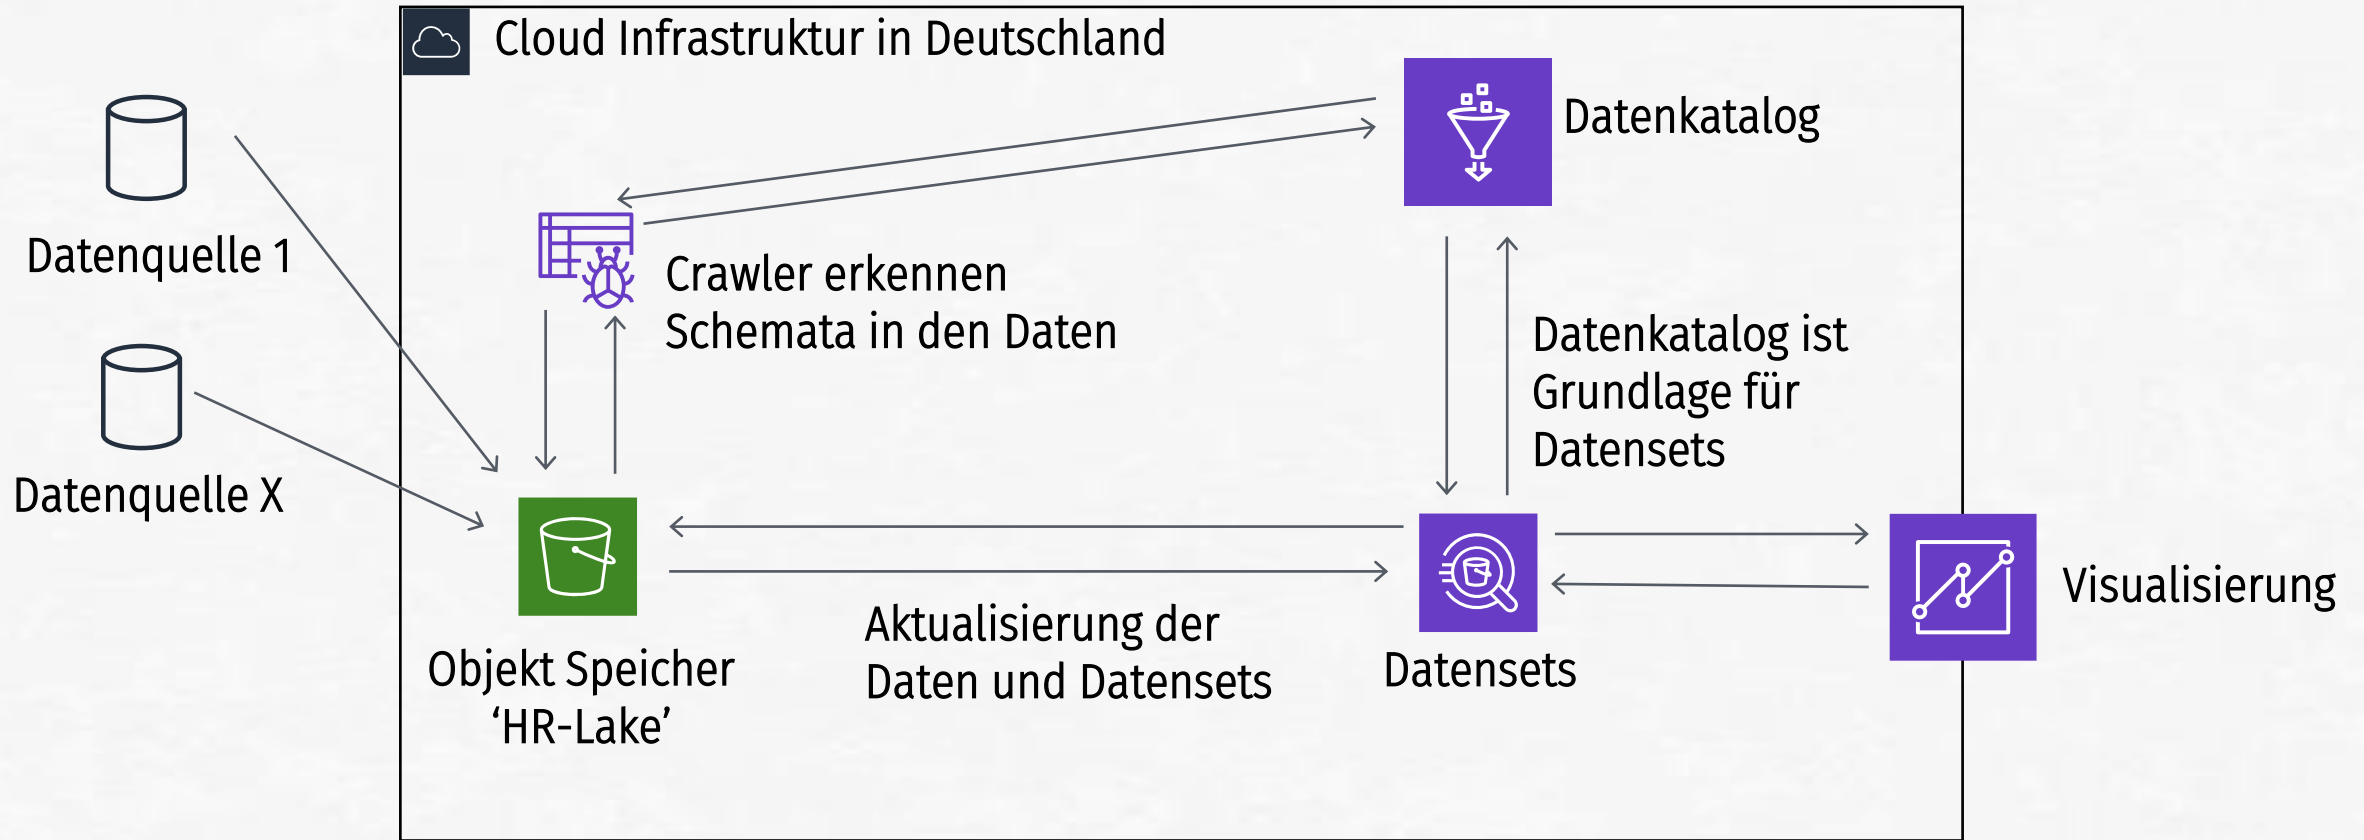 Cloud Infrastruktur in Deutschland
Datenkatalog
Datenquelle 1
Crawler erkennen
Schemata in den Daten
Datenkatalog ist
Grundlage für
Datensets
Datenquelle X
Visualisierung
Aktualisierung der
Daten und Datensets
Objekt Speicher
‘HR-Lake’
Datensets